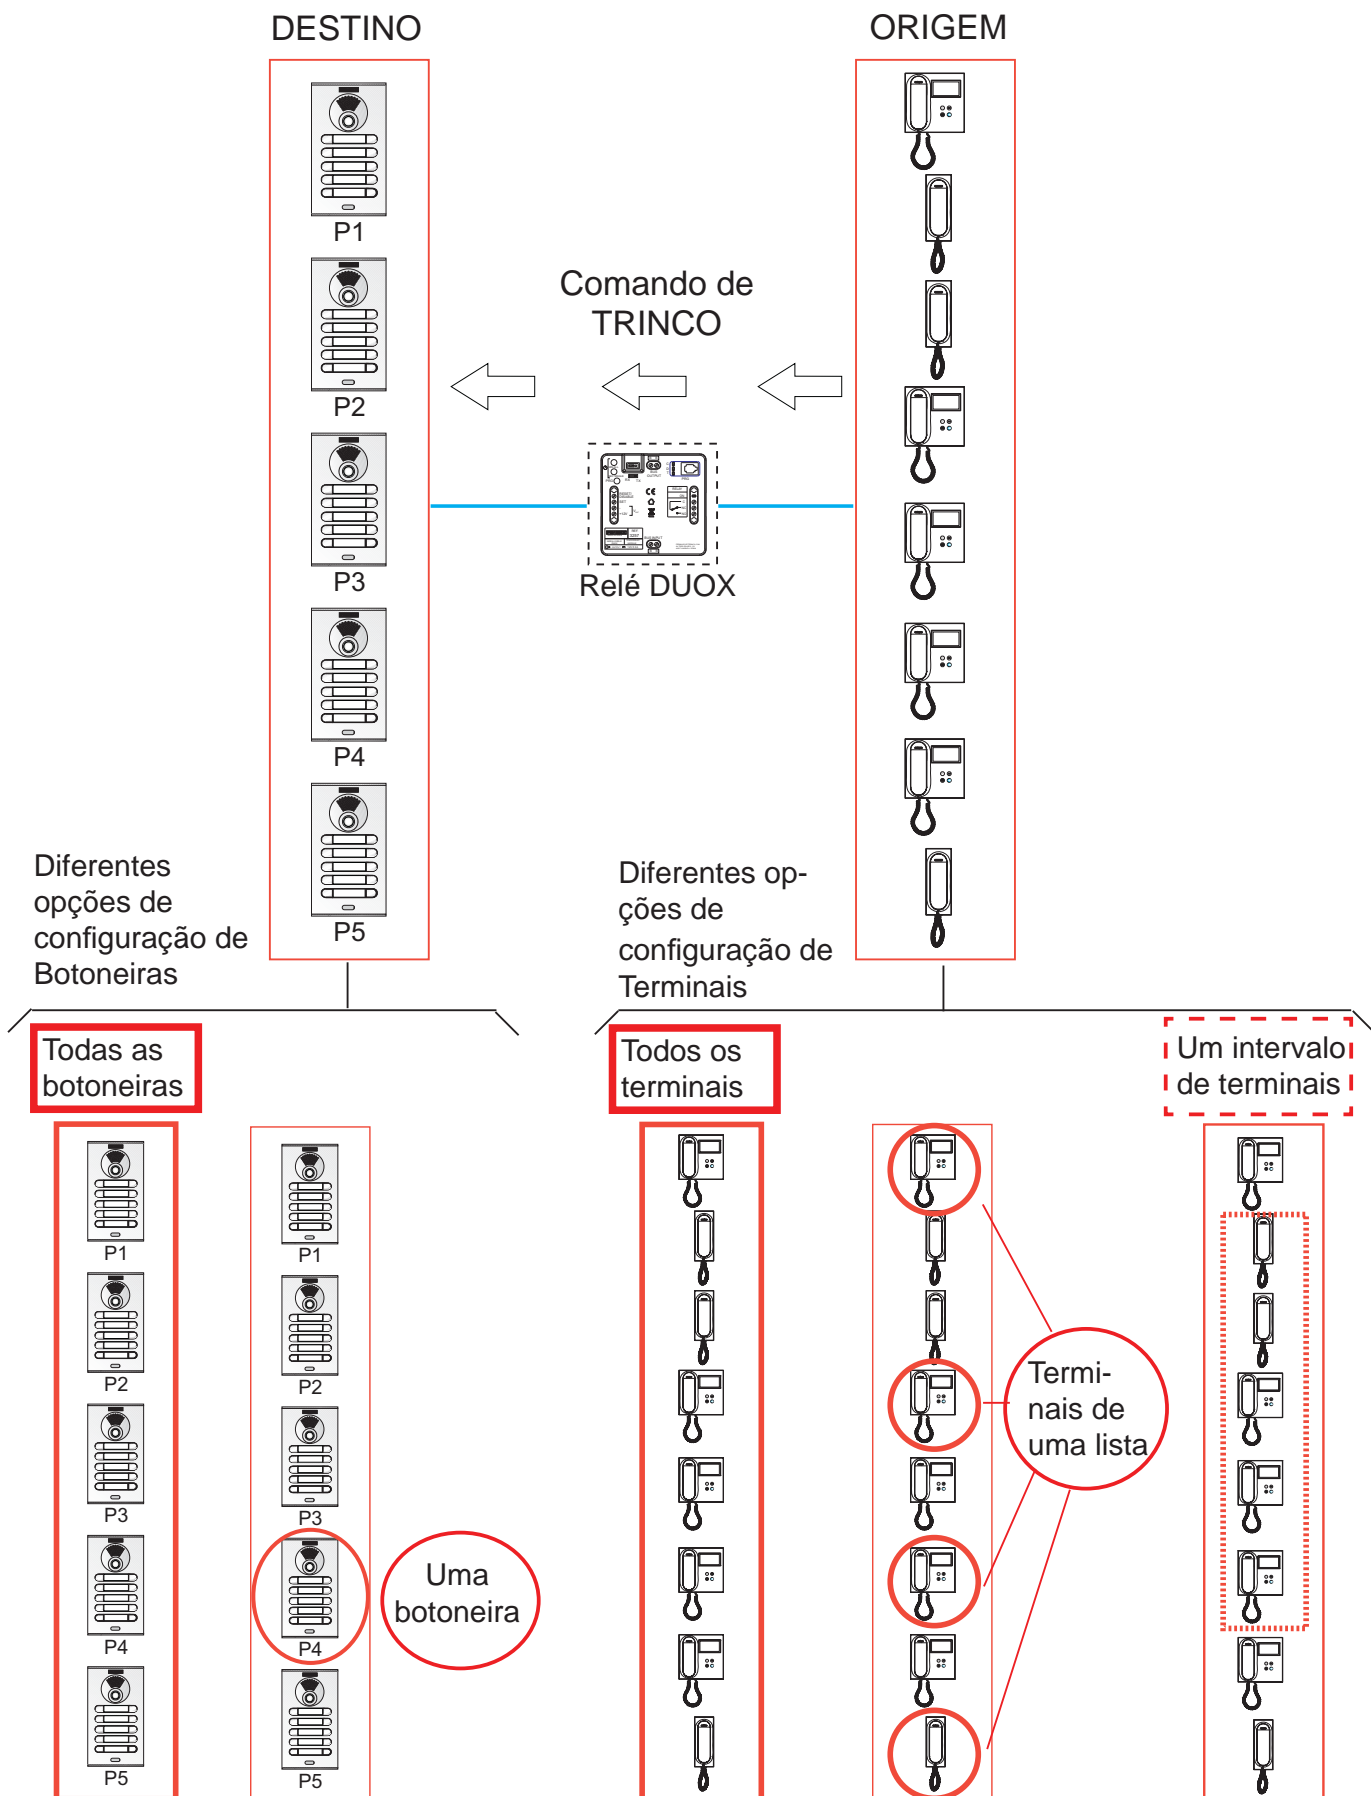 DESTINO
ORIGEM
P1
P2
P3
P4
P5
Comando de
TRINCO
Relé DUOX
Diferentes
opções de
configuração de
Botoneiras
Diferentes op-
ções de
configuração de
Terminais
Todas as
botoneiras
Todos os
terminais
Um intervalo
de terminais
P1
P2
P3
P4
P5
P1
P2
P3
P4
P5
Uma
botoneira
Termi-
nais de
uma lista